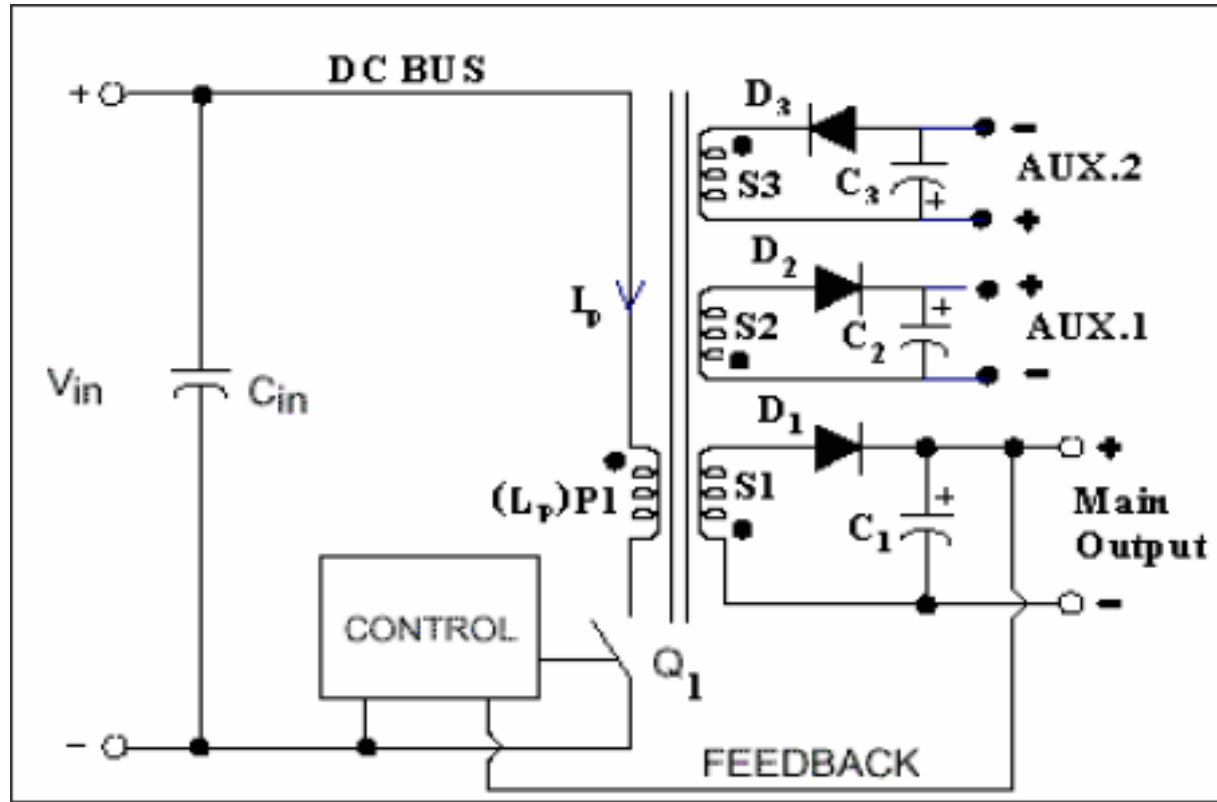 DC BUS
+
D3
-
S3
C3
+
AUX.2
+
D2
+
Ip
S2
+
C2
AUX.1
-
Vin
Cin
D1
+
(Lp)P1
S1
+
C1
Main
Output
-
CONTROL
Q1
-
FEEDBACK